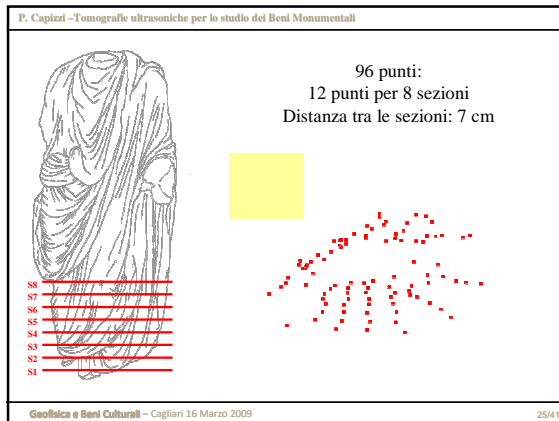 P. Capizzi –Tomografie ultrasoniche per lo studio dei Beni Monumentali
96 punti:
12 punti per 8 sezioni
Distanza tra le sezioni: 7 cm
S8
S7
S6
S5
S4
S3
S2
S1
Geofisica e Beni Culturali – Cagliari 16 Marzo 2009
25/41